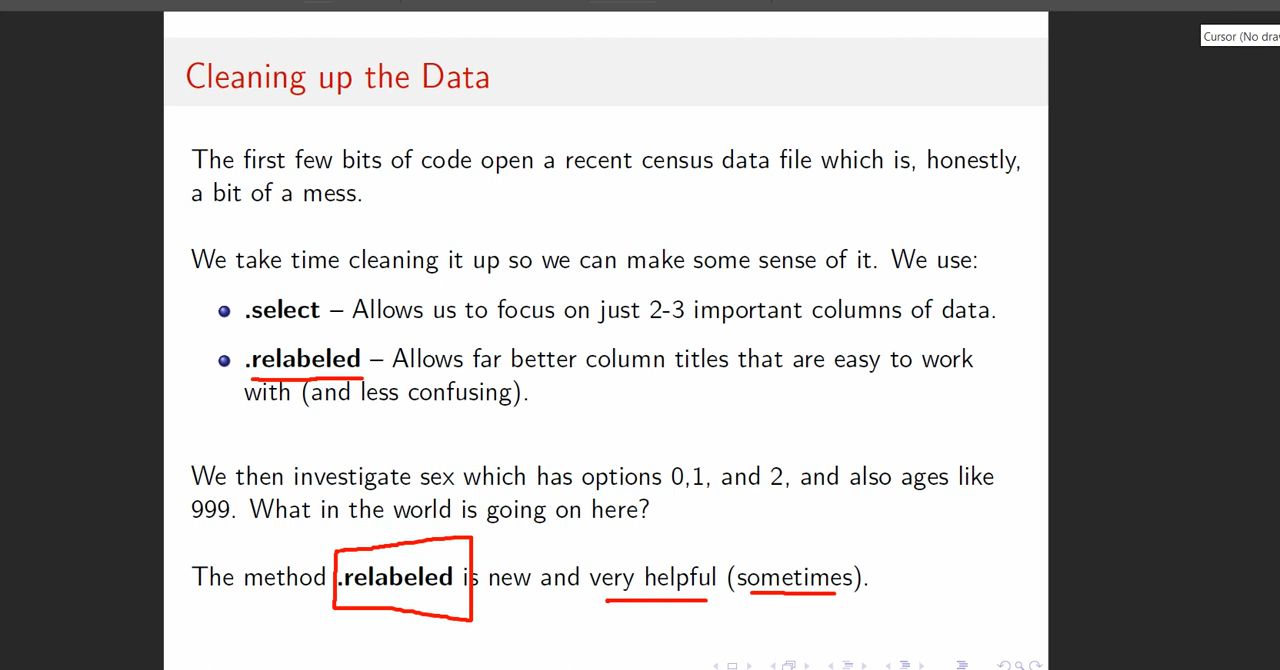 Cursor (No dra
Cleaning up the Data
The first few bits of code open a recent census data file which is, honestly,
a bit of a mess.
We take time cleaning it up so we can make some sense of it. We use:
.select – Allows us to focus on just 2-3 important columns of data.
.relabeled – Allows far better column titles that are easy to work
with (and less confusing).
We then investigate sex which has options 0,1, and 2, and also ages like
999. What in the world is going on here?
The method .relabeled is new and very helpful (sometimes).